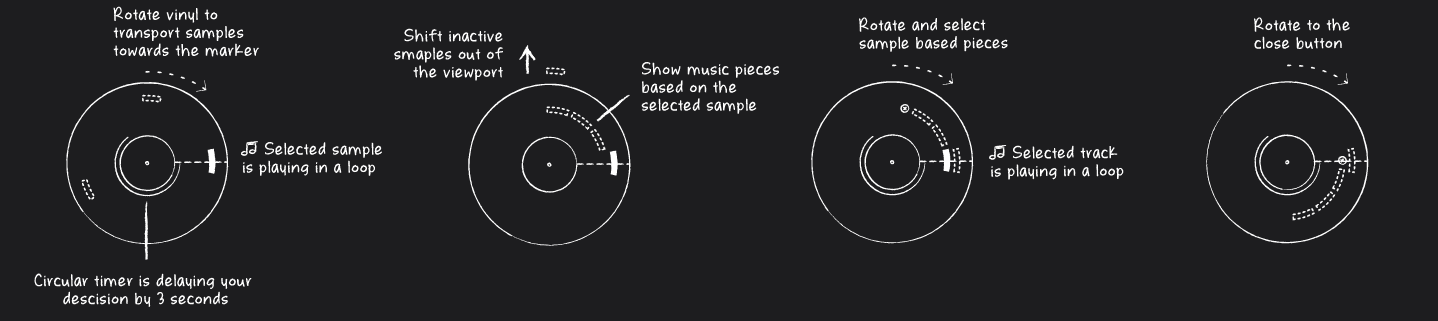 Rotate vinyl to
transport samples
towards the marker
♫ Selected sample
is playing in a loop
Circular timer is delaying your
descision by 3 seconds
Shift inactive
smaples out of
the viewport
Show music pieces
based on the
selected sample
Rotate and select
sample based pieces
♫ Selected track
is playing in a loop
Rotate to the
close button